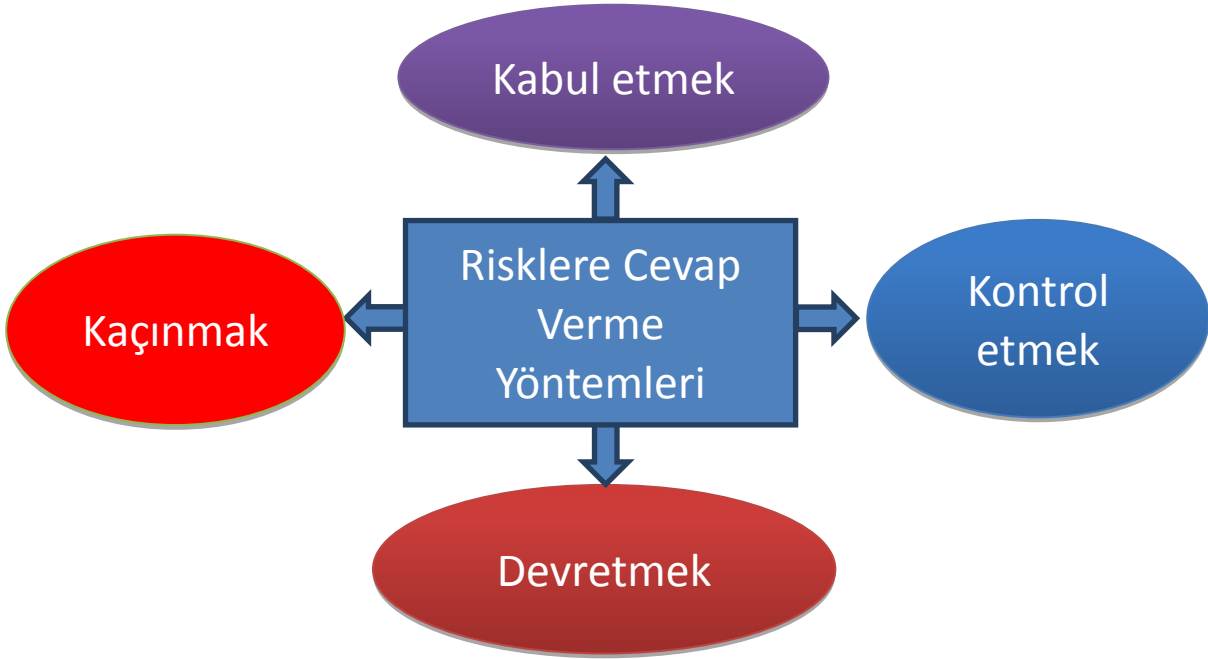 Kabul etmek
Kaçınmak
Risklere Cevap
Verme
Yöntemleri
Kontrol
etmek
Devretmek